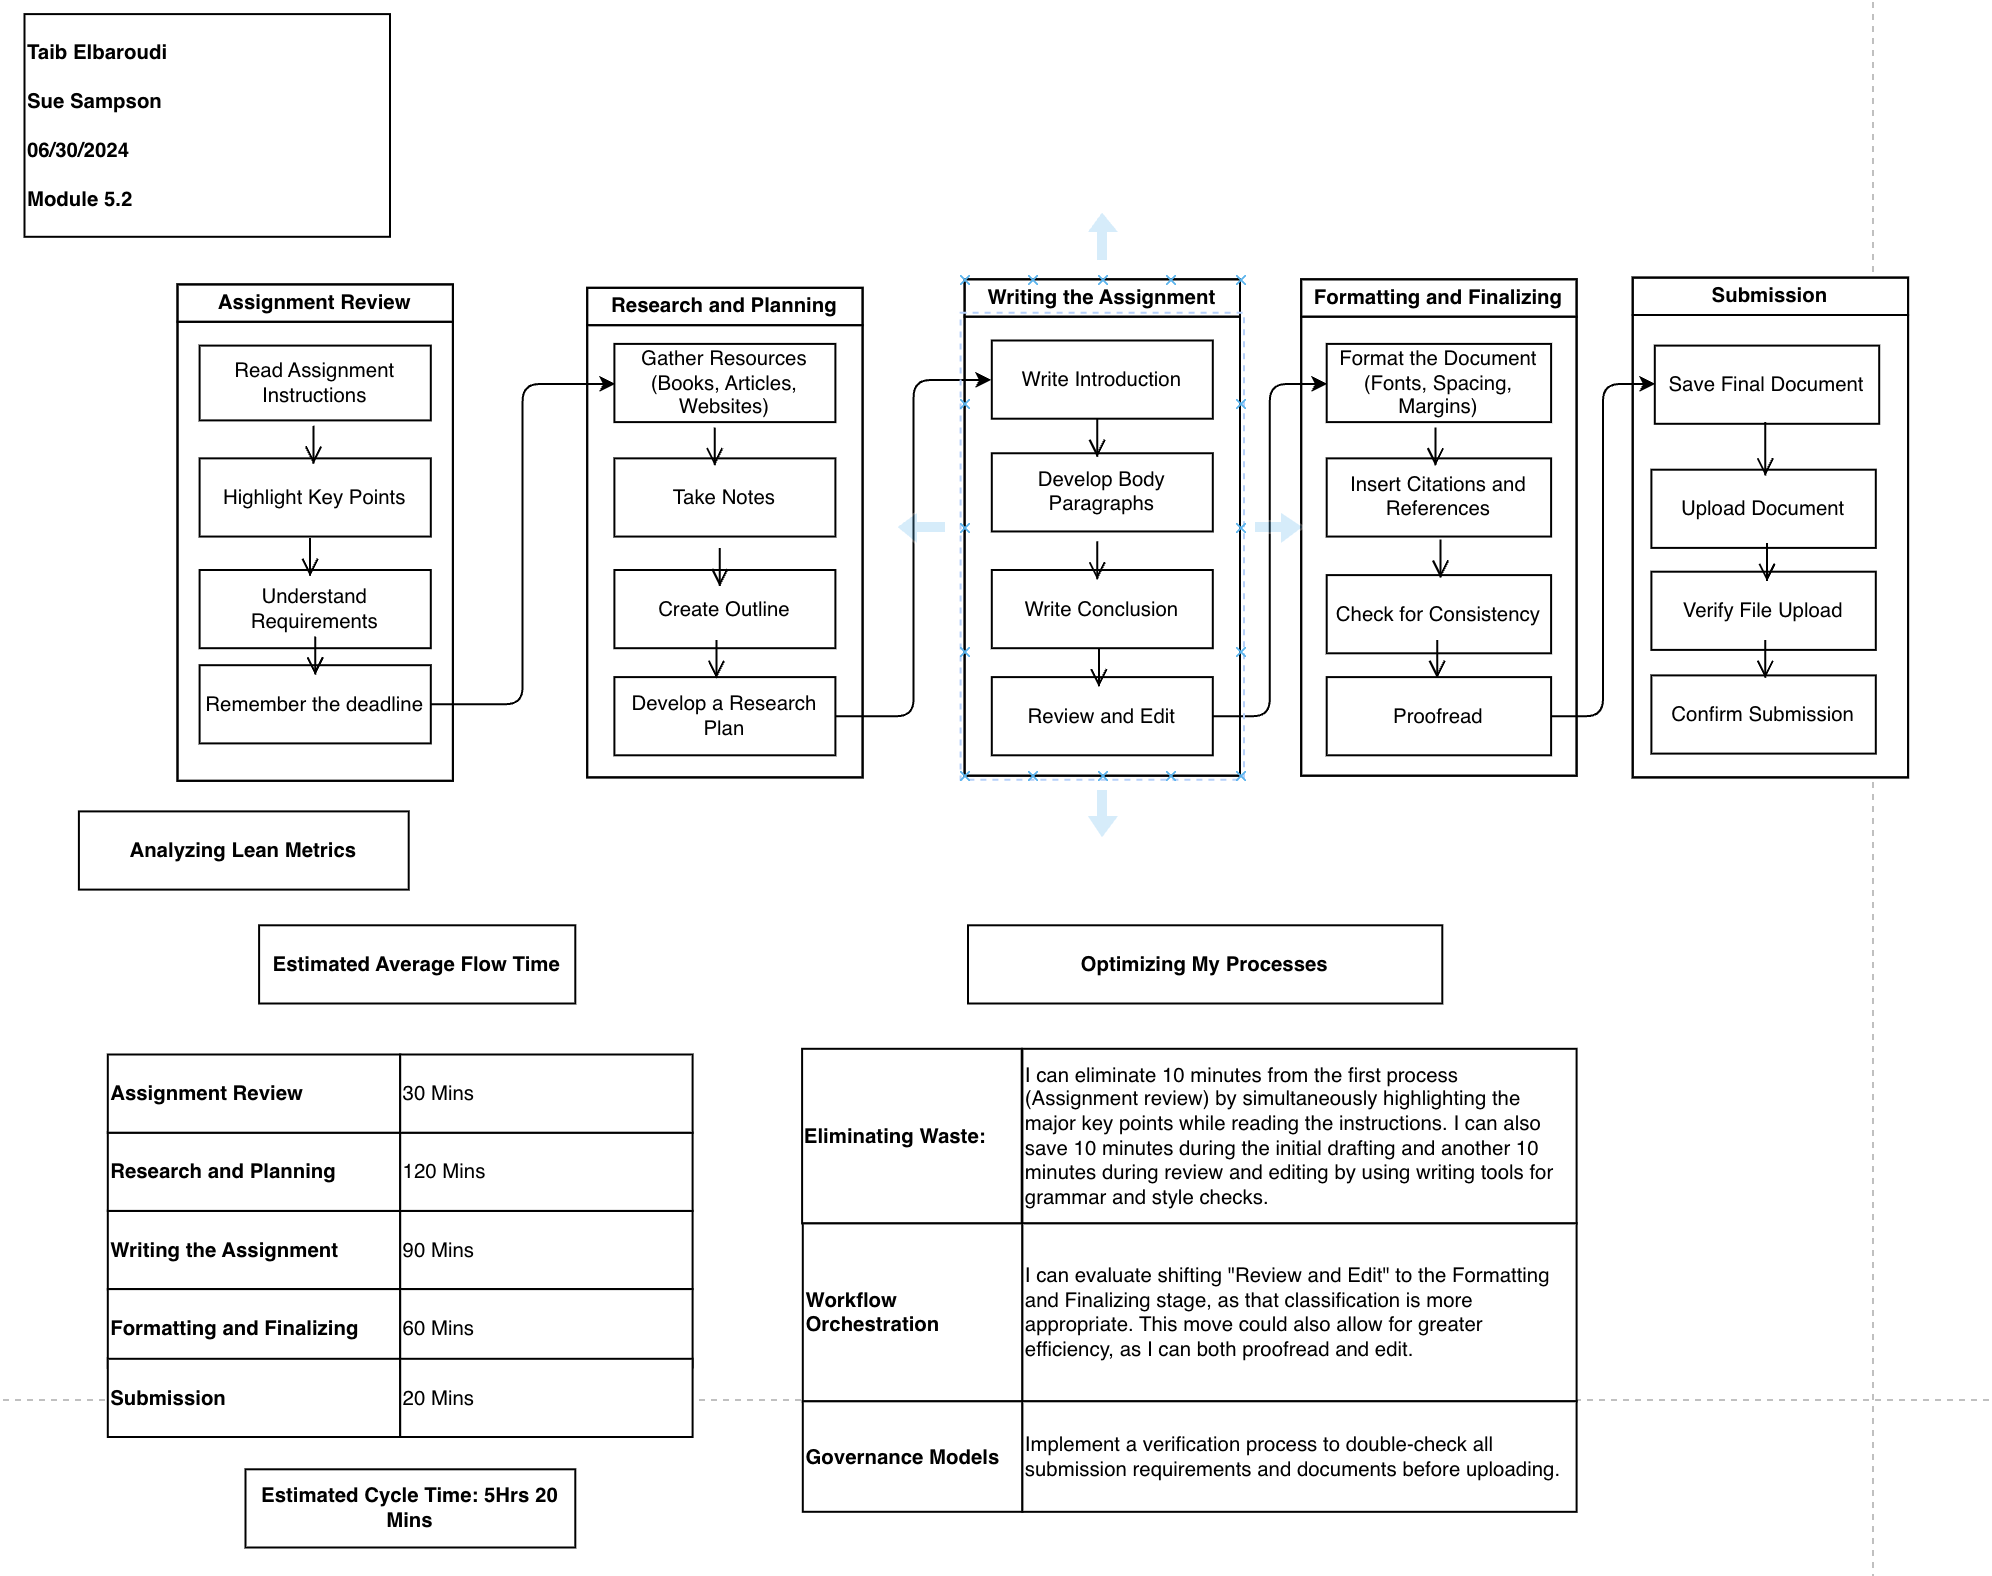 Taib Elbaroudi
Sue Sampson
06/30/2024
Module 5.2
Assignment Review
Read Assignment
Instructions
Highlight Key Points
Understand
Requirements
Remember the deadline
Research and Planning
Gather Resources
(Books, Articles,
Websites)
Take Notes
Create Outline
Develop a Research
Plan
Writing the Assignment
Write Introduction
Develop Body
Paragraphs
Write Conclusion
Review and Edit
Formatting and Finalizing
Format the Document
(Fonts, Spacing,
Margins)
Insert Citations and
References
Check for Consistency
Proofread
Submission
Save Final Document
Upload Document
Verify File Upload
Confirm Submission
Analyzing Lean Metrics
Estimated Average Flow Time
Assignment Review
30 Mins
Research and Planning
120 Mins
Writing the Assignment
90 Mins
Formatting and Finalizing
60 Mins
Submission
20 Mins
Estimated Cycle Time: 5Hrs 20
Mins
Optimizing My Processes
Eliminating Waste:
I can eliminate 10 minutes from the first process
(Assignment review) by simultaneously highlighting the
major key points while reading the instructions. I can also
save 10 minutes during the initial drafting and another 10
minutes during review and editing by using writing tools for
grammar and style checks.
Workflow
Orchestration
I can evaluate shifting "Review and Edit" to the Formatting
and Finalizing stage, as that classification is more
appropriate. This move could also allow for greater
efficiency, as I can both proofread and edit.
Governance Models
Implement a verification process to double-check all
submission requirements and documents before uploading.